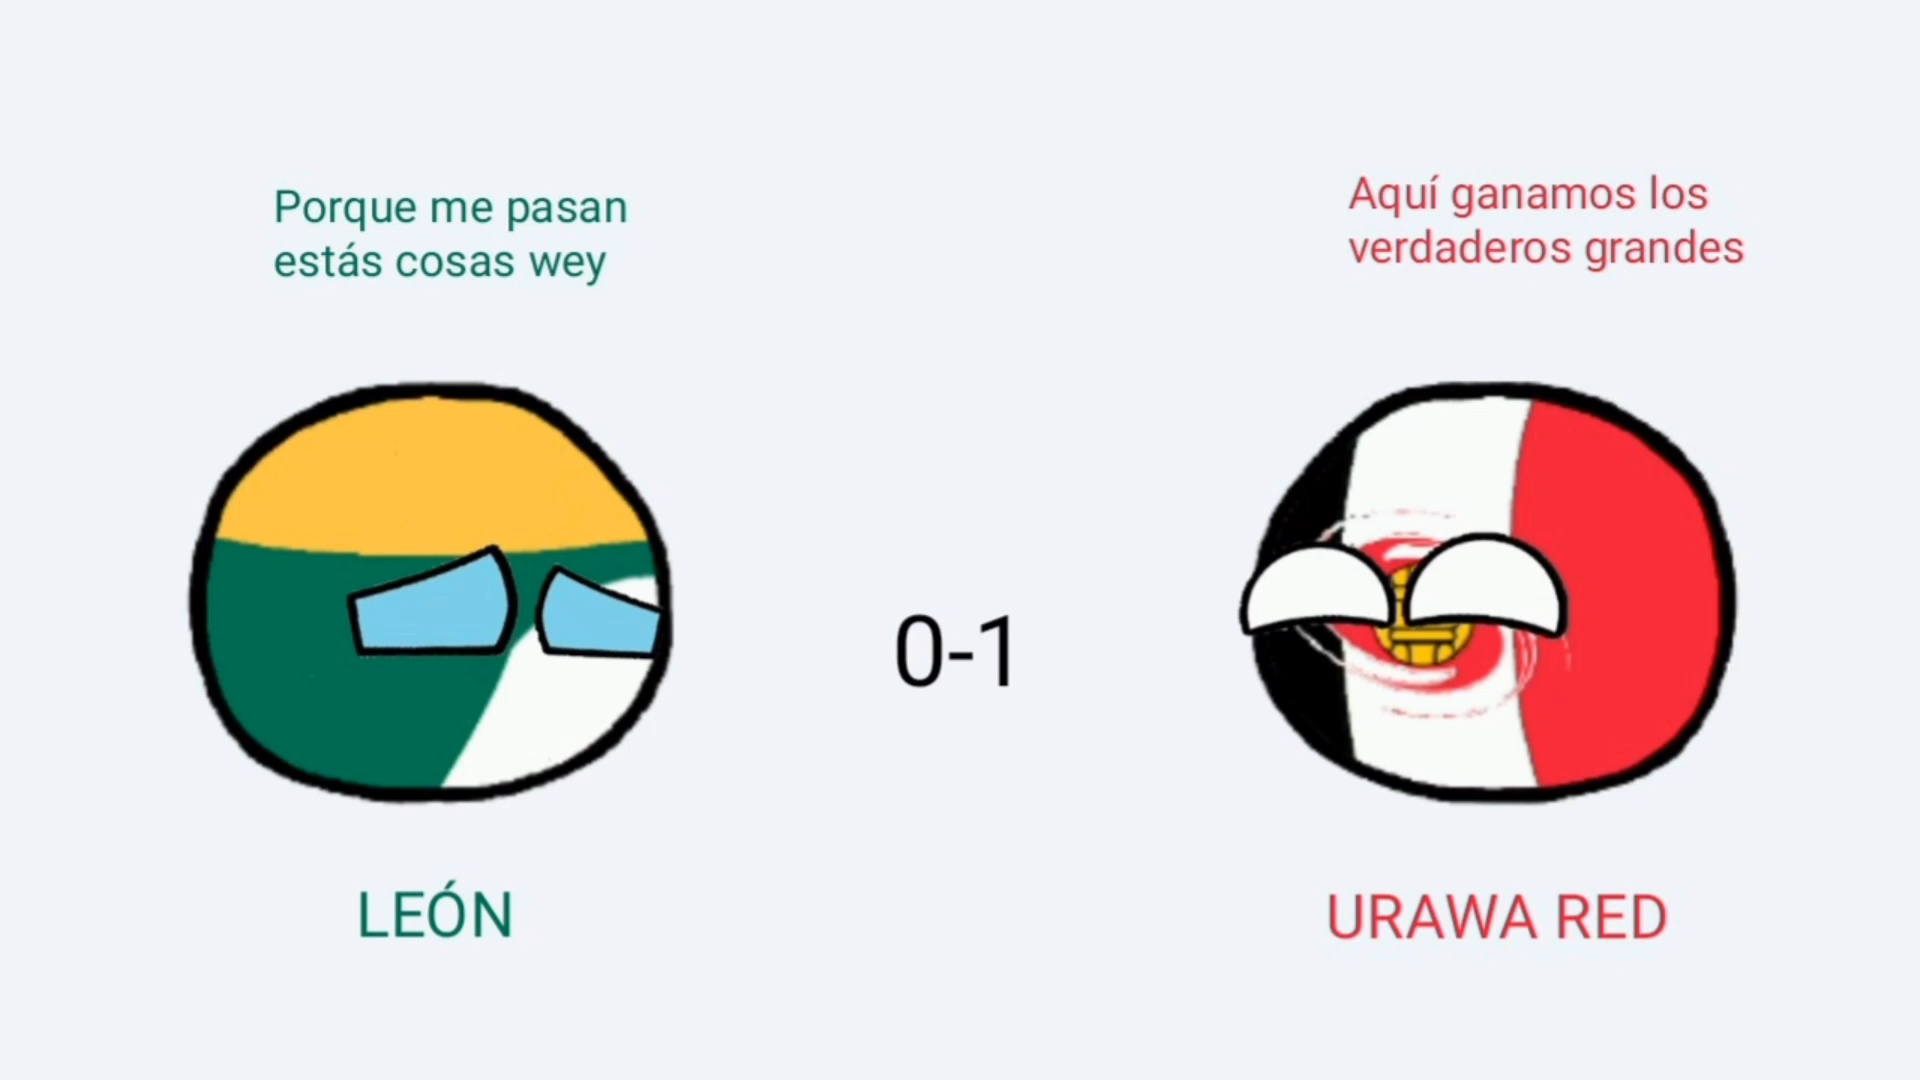 Porque me pasan
estás cosas wey
Aquí ganamos los
verdaderos grandes
0-1
LEÓN
URAWA RED